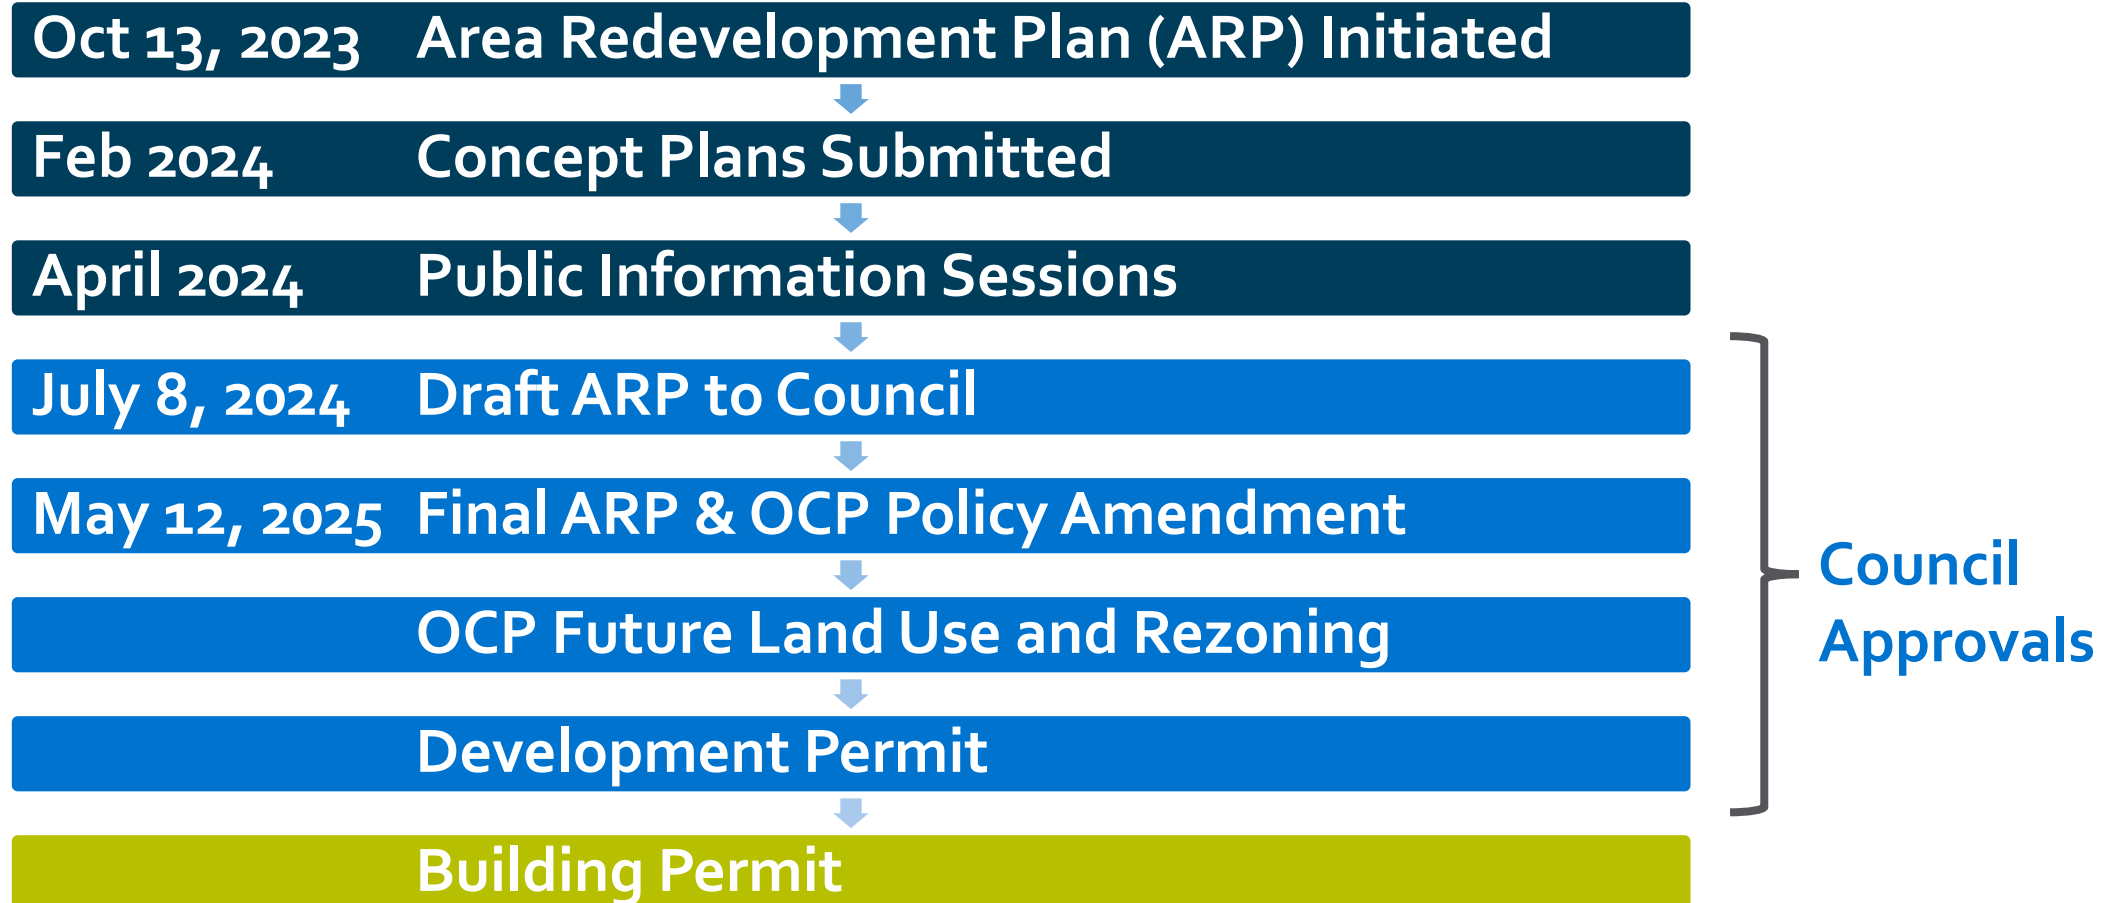 Oct 13, 2023 Area Redevelopment Plan (ARP) Initiated
Feb 2024 Concept Plans Submitted
April 2024 Public Information Sessions
July 8, 2024 Draft ARP to Council
May 12, 2025 Final ARP & OCP Policy Amendment
OCP Future Land Use and Rezoning
Development Permit
Building Permit
Council
Approvals